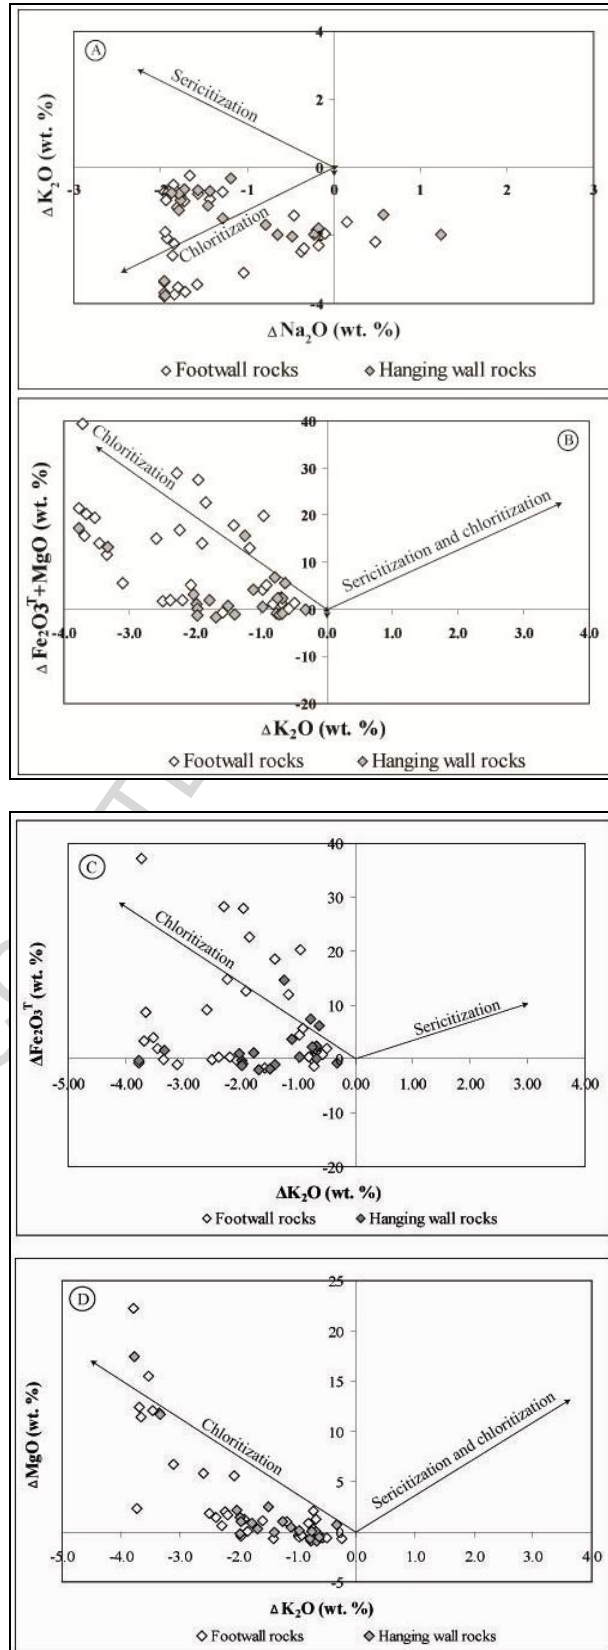 A
4
2
0
-4
-3
-2
-1
0
1
2
3
Sericitization
Chloritization
Δ K₂O (wt. %)
Δ Na₂O (wt. %)
Footwall rocks
Hanging wall rocks
B
40
30
20
10
0
-10
-20
-4.0
-3.0
-2.0
-1.0
0.0
1.0
2.0
3.0
4.0
Chloritization
Sericitization and chloritization
Δ Fe₂O3ᵀ+MgO (wt. %)
ΔK₂O (wt. %)
Footwall rocks
Hanging wall rocks
C
40
30
20
10
0
-10
-20
-5.00
-4.00
-3.00
-2.00
-1.00
0.00
1.00
2.00
3.00
4.00
Chloritization
Sericitization
ΔFe₂O3ᵀ (wt. %)
ΔK₂O (wt. %)
Footwall rocks
Hanging wall rocks
D
25
20
15
10
5
-5
-5.0
-4.0
-3.0
-2.0
-1.0
0.0
1.0
2.0
3.0
4.0
Chloritization
Sericitization and chloritization
ΔMgO (wt. %)
Δ K₂O (wt. %)
Footwall rocks
Hanging wall rocks